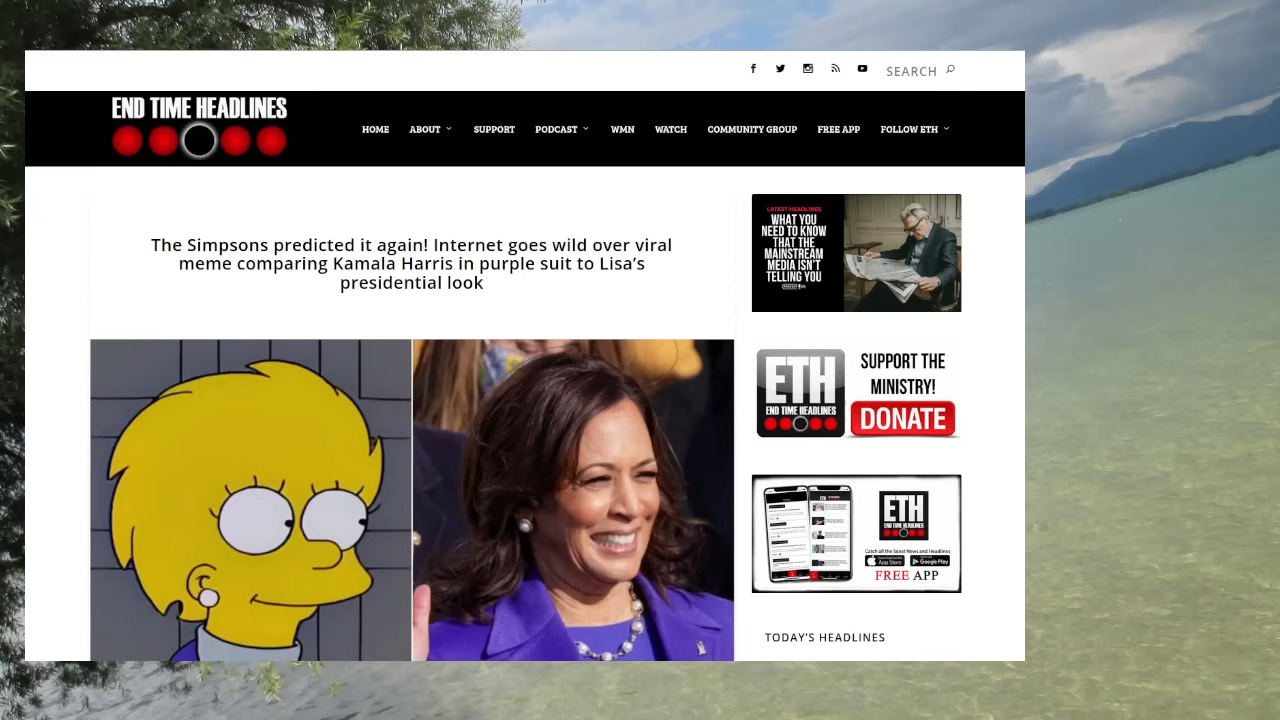 SEARCH
END TIME HEADLINES
HOME ABOUT SUPPORT PODCAST WMN WATCH COMMUNITY GROUP FREE APP FOLLOW ETH
The Simpsons predicted it again! Internet goes wild over viral
meme comparing Kamala Harris in purple suit to Lisa’s
presidential look
LATEST HEADLINES
WHAT YOU
NEED TO KNOW
THAT THE
MAINSTREAM
MEDIA ISN'T
TELLING YOU
ETH
END TIME HEADLINES
SUPPORT THE
MINISTRY!
DONATE
ETH
END TIME HEADLINES
Catch all the latest News and Headlines
App Store
Google Play
FREE APP
TODAY’S HEADLINES